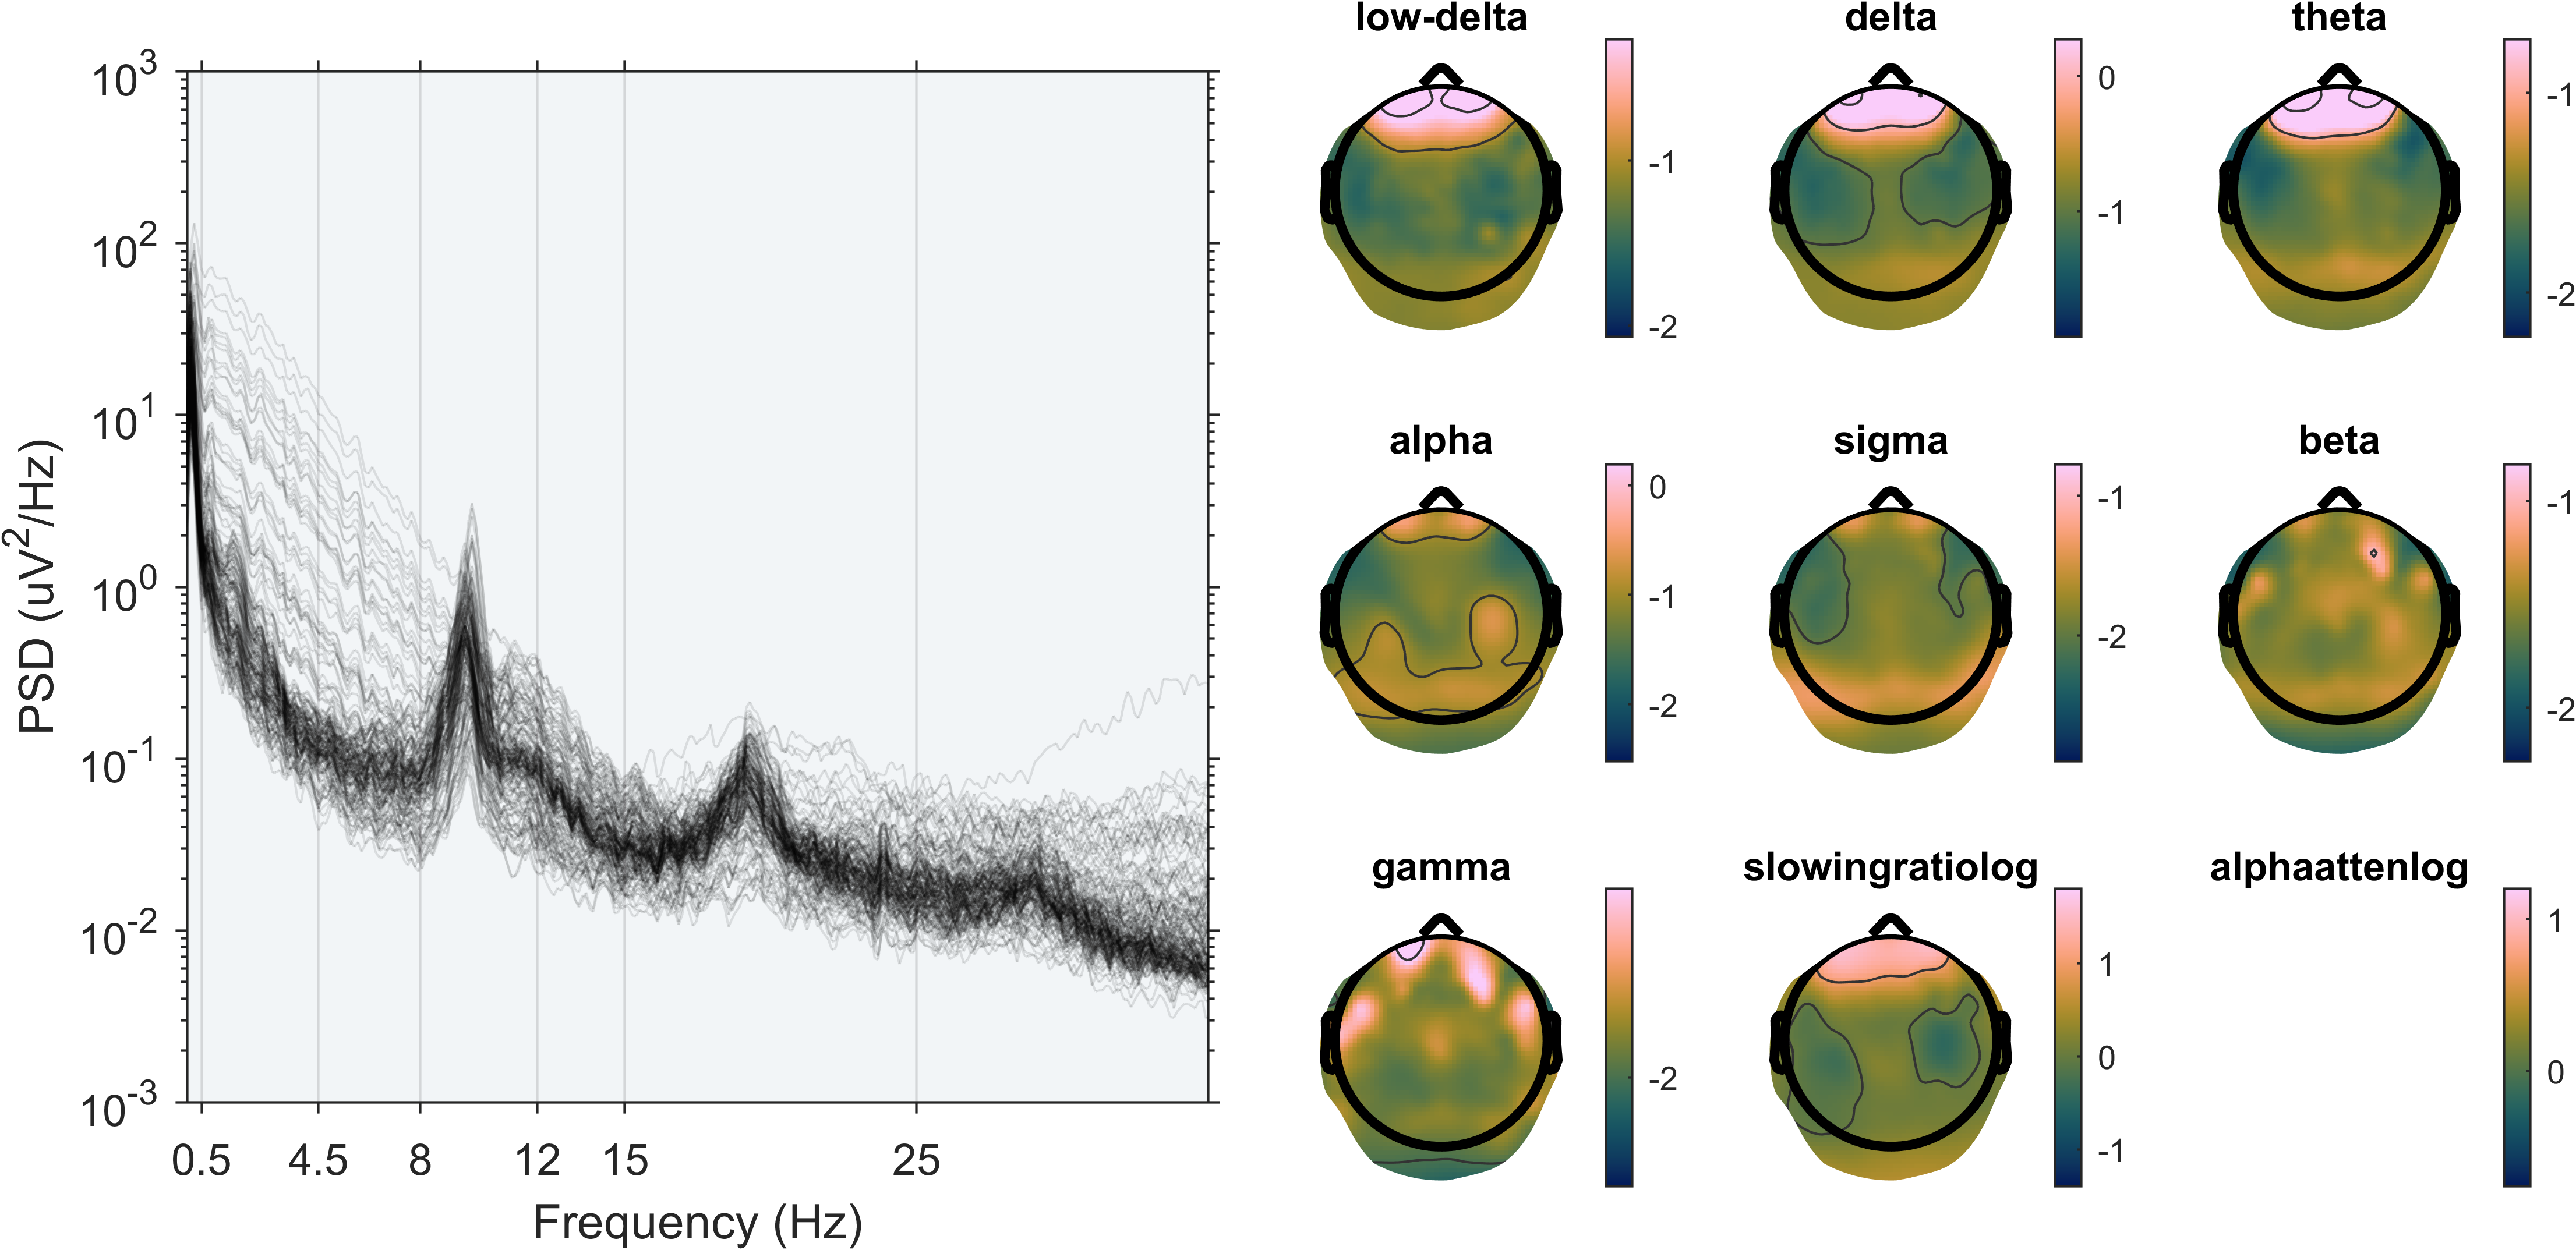 PSD (uV2/Hz)
10^3
10^2
10^1
10^0
10^-1
10^-2
10^-3
0.5 4.5 8 12 15 25
Frequency (Hz)
low-delta
-1
-2
delta
0
-1
theta
-1
-2
alpha
0
-1
-2
sigma
-1
-2
beta
-1
-2
gamma
-2
slowingratiolog
1
0
-1
alphaattenlog
1
0